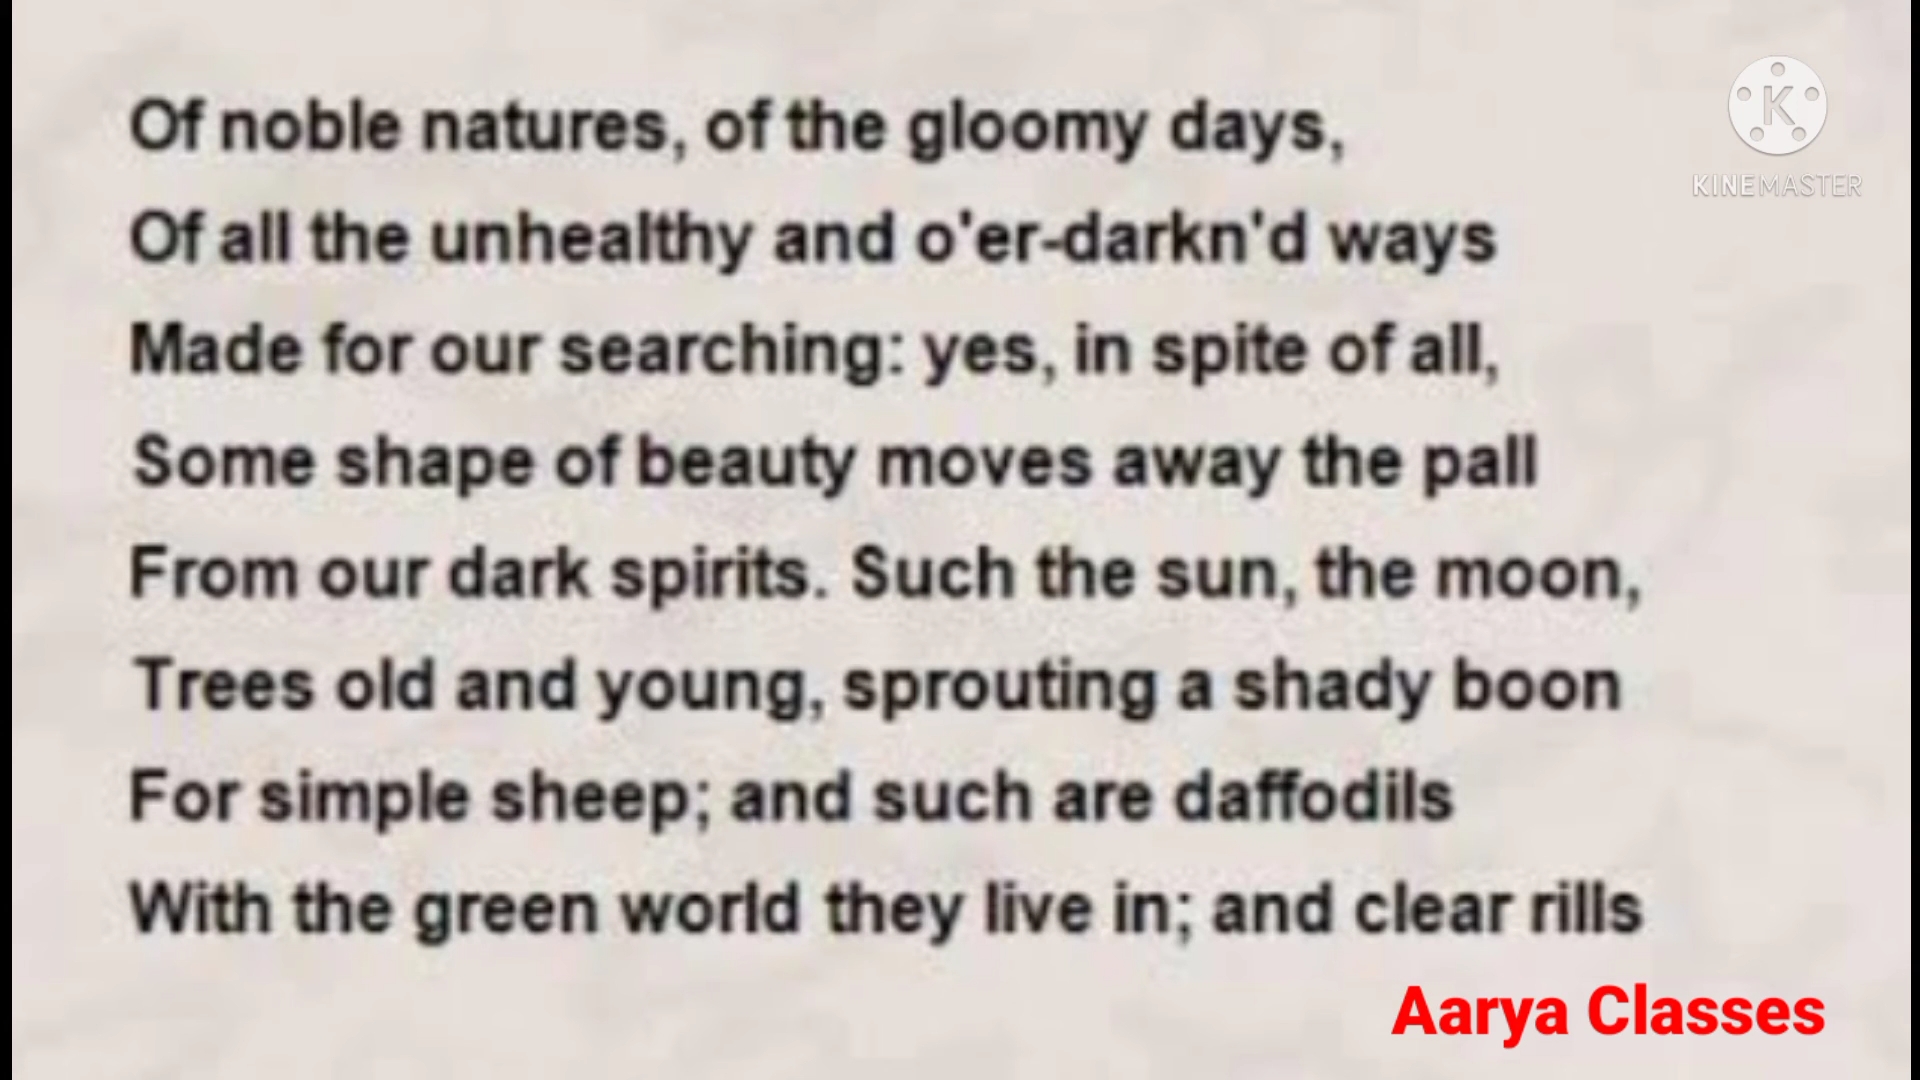 Of noble natures, of the gloomy days,
Of all the unhealthy and o'er-darkn'd ways
Made for our searching: yes, in spite of all,
Some shape of beauty moves away the pall
From our dark spirits. Such the sun, the moon,
Trees old and young, sprouting a shady boon
For simple sheep; and such are daffodils
With the green world they live in; and clear rills
K
KINEMASTER
Aarya Classes